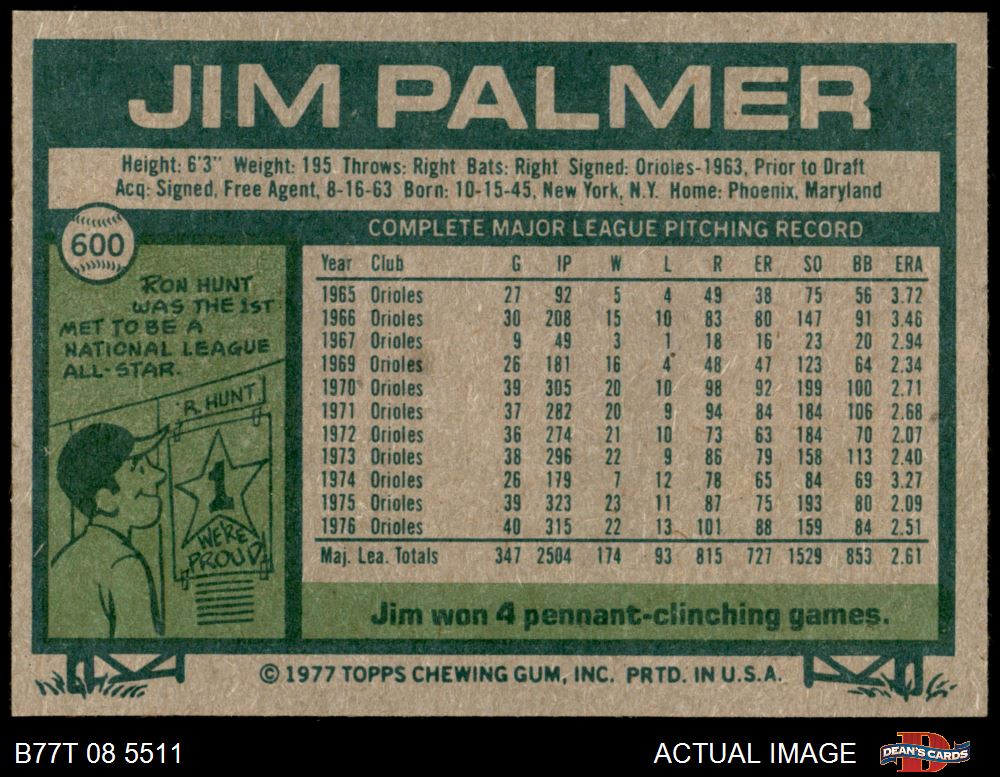 JIM PALMER
Height: 6'3" Weight: 195 Throws: Right Bats: Right Signed: Orioles-1963, Prior to Draft
Acq: Signed, Free Agent, 8-16-63 Born: 10-15-45, New York, N.Y. Home: Phoenix, Maryland
600
RON HUNT
WAS THE 1ST
MET TO BE A
NATIONAL LEAGUE
ALL-STAR.
R. HUNT
1
WE'RE
PROUD
COMPLETE MAJOR LEAGUE PITCHING RECORD
Year Club G IP W L R ER SO BB ERA
1965 Orioles 27 92 5 4 49 38 75 56 3.72
1966 Orioles 30 208 15 10 83 80 147 91 3.46
1967 Orioles 9 49 3 1 18 16 23 20 2.94
1969 Orioles 26 181 16 4 48 47 123 64 2.34
1970 Orioles 39 305 20 10 98 92 199 100 2.71
1971 Orioles 37 282 20 9 94 84 184 106 2.68
1972 Orioles 36 274 21 10 73 63 184 70 2.07
1973 Orioles 38 296 22 9 86 79 158 113 2.40
1974 Orioles 26 179 7 12 78 65 84 69 3.27
1975 Orioles 39 323 23 11 87 75 193 80 2.09
1976 Orioles 40 315 22 13 101 88 159 84 2.51
Maj. Lea. Totals 347 2504 174 93 815 727 1529 853 2.61
Jim won 4 pennant-clinching games.
© 1977 TOPPS CHEWING GUM, INC. PRTD. IN U.S.A.
B77T 08 5511
ACTUAL IMAGE
D
DEAN'S CARDS